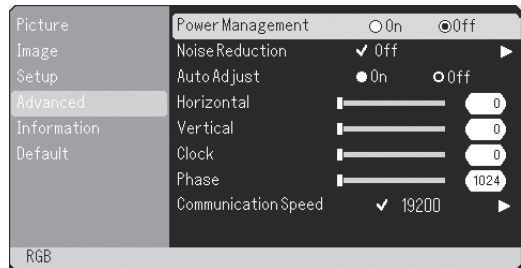 Picture
Image
Setup
Advanced
Information
Default
Power Management On Off
Noise Reduction Off
Auto Adjust On Off
Horizontal 0
Vertical 0
Clock 0
Phase 1024
Communication Speed 19200
RGB